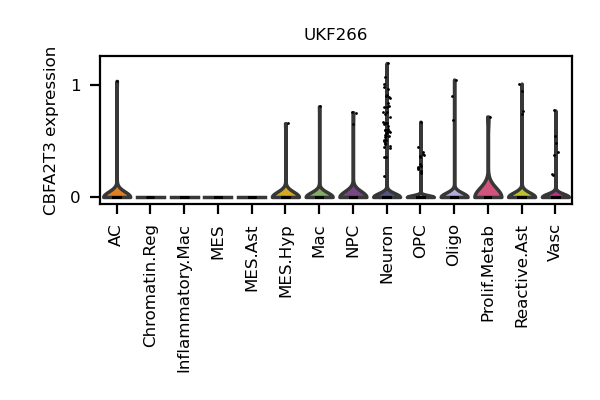 UKF266
CBFA2T3 expression
1
0
AC
Chromatin.Reg
Inflammatory.Mac
MES
MES.Ast
MES.Hyp
Mac
NPC
Neuron
OPC
Oligo
Prolif.Metab
Reactive.Ast
Vasc